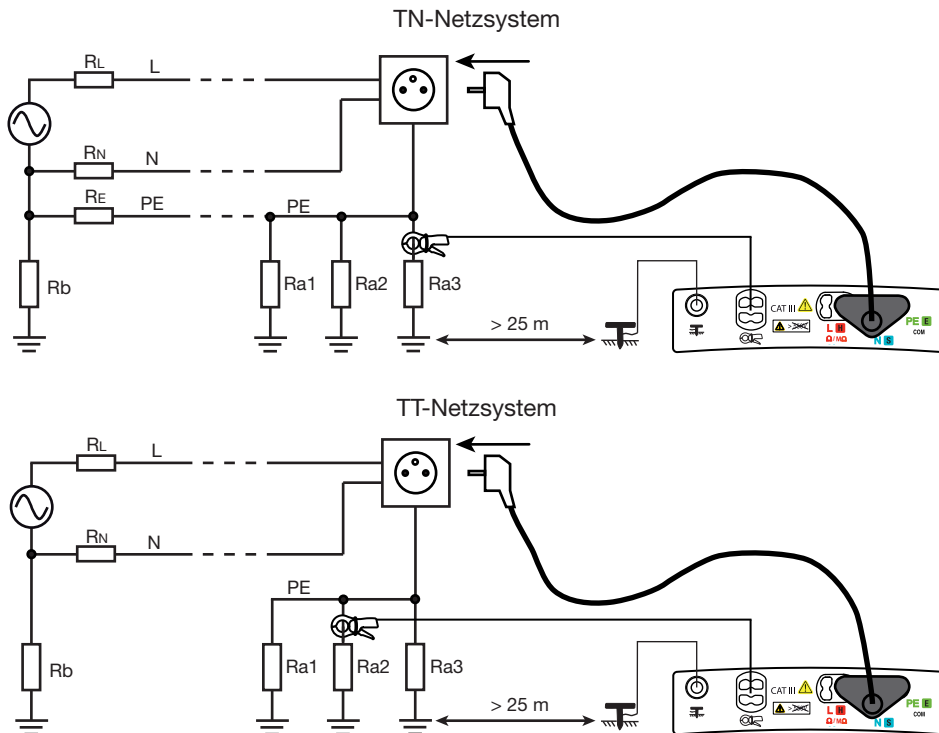 TN-Netzsystem
RL
L
RN
N
RE
PE
PE
Rb
Ra1
Ra2
Ra3
> 25 m
CAT III
L H
Ω/MΩ
N S
PE E
COM
TT-Netzsystem
RL
L
RN
N
PE
Rb
Ra1
Ra2
Ra3
> 25 m
CAT III
L H
Ω/MΩ
N S
PE E
COM